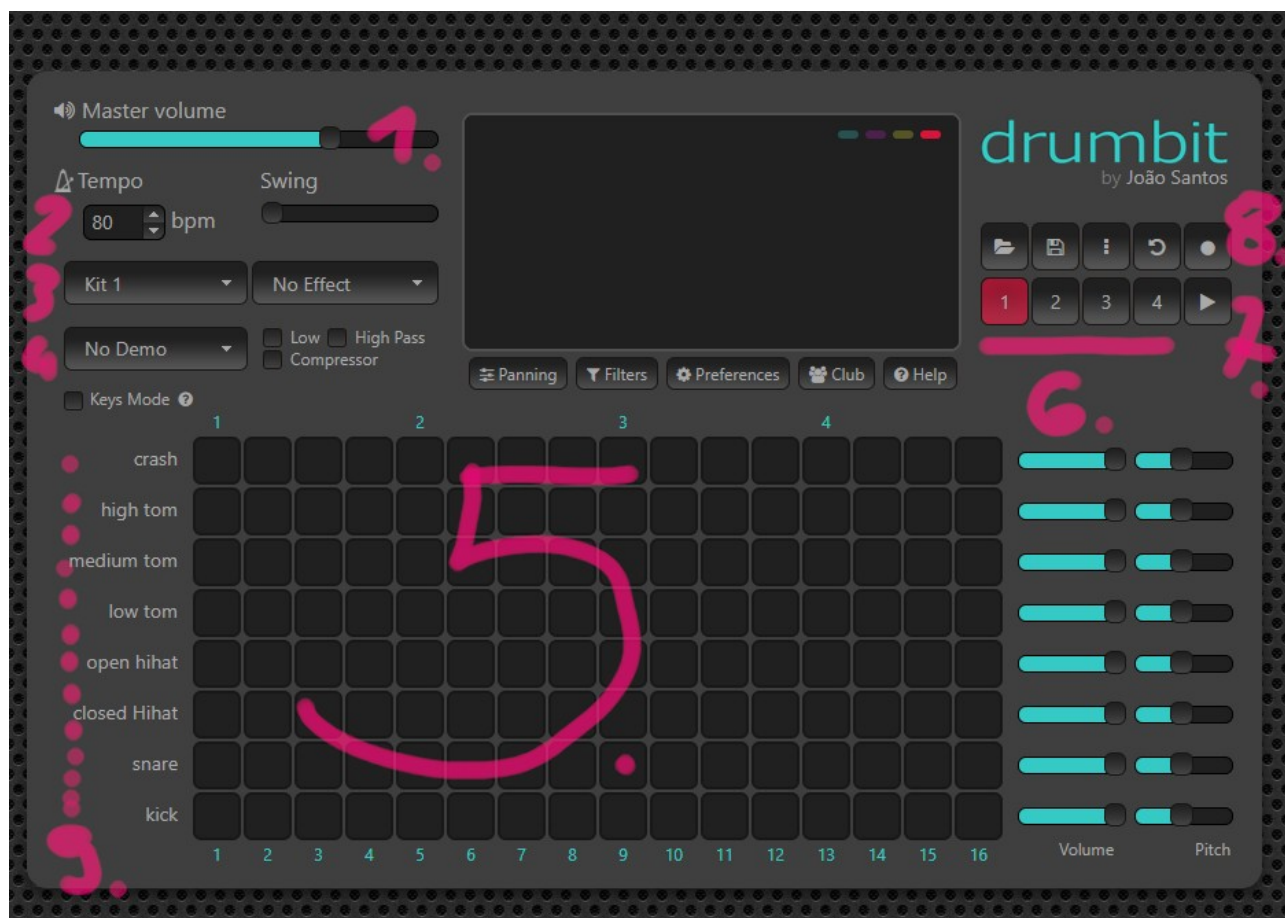 Master volume
1.
drumbit
by João Santos
Tempo
Swing
2
80 bpm
8.
3
Kit 1
No Effect
1 2 3 4
7.
4
No Demo
Low
High Pass
Compressor
Panning
Filters
Preferences
Club
Help
6.
Keys Mode
1 2 3 4
crash
high tom
medium tom
low tom
open hihat
closed Hihat
snare
kick
5.
9.
1 2 3 4 5 6 7 8 9 10 11 12 13 14 15 16
Volume
Pitch